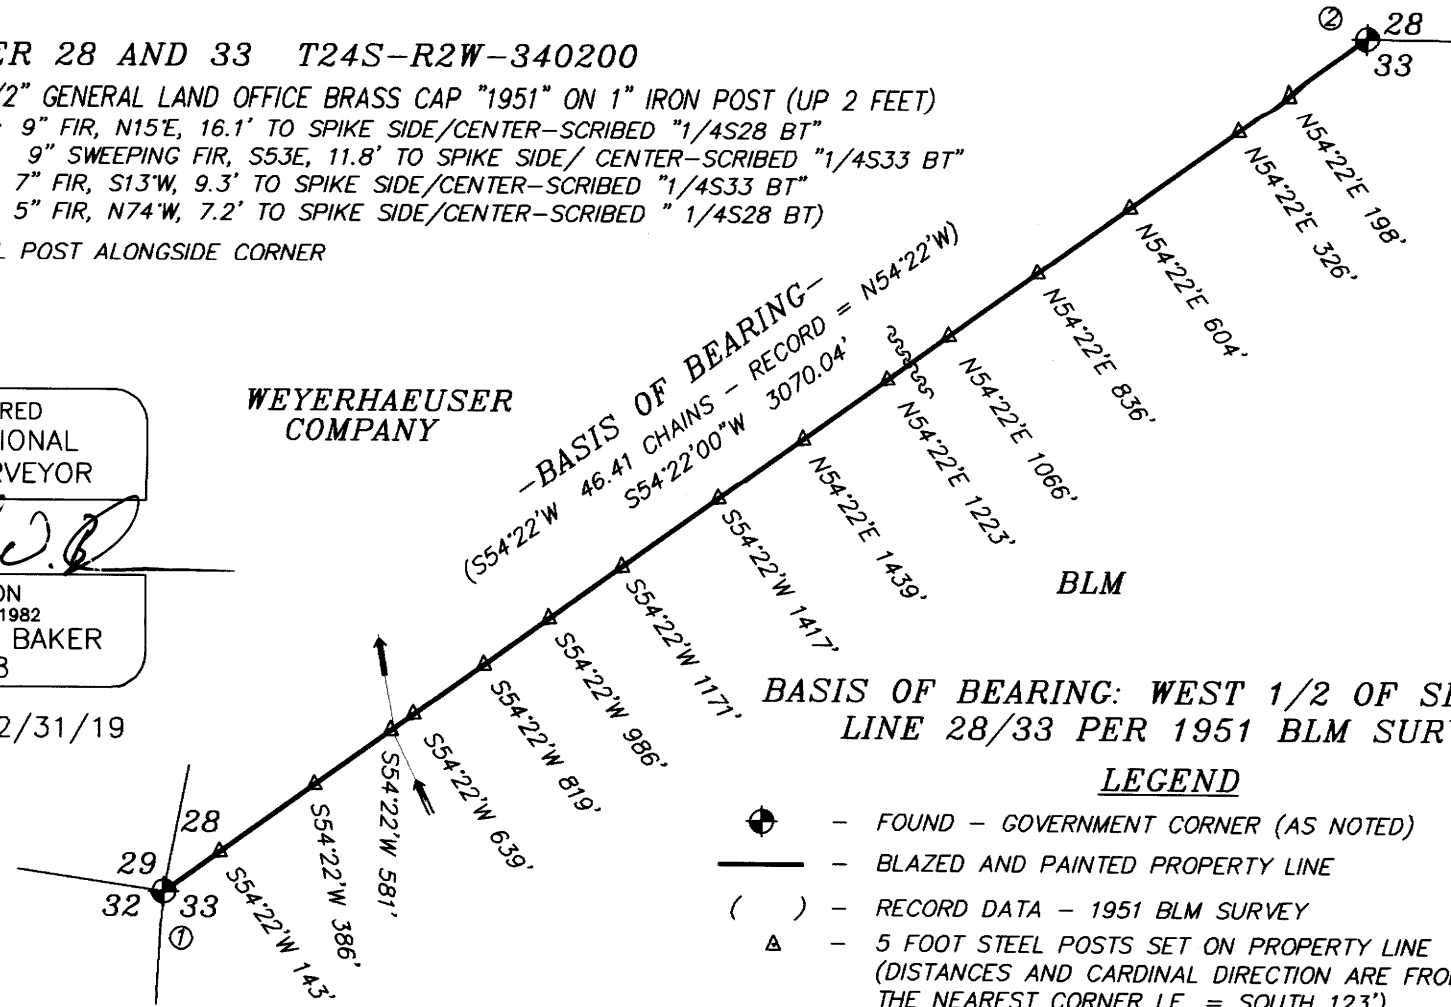 ER 28 AND 33 T24S-R2W-340200
/2" GENERAL LAND OFFICE BRASS CAP "1951" ON 1" IRON POST (UP 2 FEET)
9" FIR, N15°E, 16.1' TO SPIKE SIDE/CENTER-SCRIBED "1/4S28 BT"
9" SWEEPING FIR, S53E, 11.8' TO SPIKE SIDE/ CENTER-SCRIBED "1/4S33 BT"
7" FIR, S13°W, 9.3' TO SPIKE SIDE/CENTER-SCRIBED "1/4S33 BT"
5" FIR, N74°W, 7.2' TO SPIKE SIDE/CENTER-SCRIBED " 1/4S28 BT)
POST ALONGSIDE CORNER
2 28
33
N54°22'E 198'
N54°22'E 326'
N54°22'E 604'
N54°22'E 836'
N54°22'E 1066'
N54°22'E 1223'
N54°22'E 1439'
-BASIS OF BEARING-
(S54°22'W 46.41 CHAINS - RECORD = N54°22'W)
S54°22'00"W 3070.04'
WEYERHAEUSER
COMPANY
RED
IONAL
RVEYOR
ON
1982
BAKER
2/31/19
BLM
S54°22'W 1417'
S54°22'W 1171'
S54°22'W 986'
S54°22'W 819'
S54°22'W 639'
S54°22'W 581'
S54°22'W 386'
S54°22'W 143'
28
29
32 33
1
BASIS OF BEARING: WEST 1/2 OF SE
LINE 28/33 PER 1951 BLM SUR
LEGEND
- FOUND - GOVERNMENT CORNER (AS NOTED)
- BLAZED AND PAINTED PROPERTY LINE
( ) - RECORD DATA - 1951 BLM SURVEY
- 5 FOOT STEEL POSTS SET ON PROPERTY LINE
(DISTANCES AND CARDINAL DIRECTION ARE FRO
THE NEAREST CORNER I.E. = SOUTH 123')